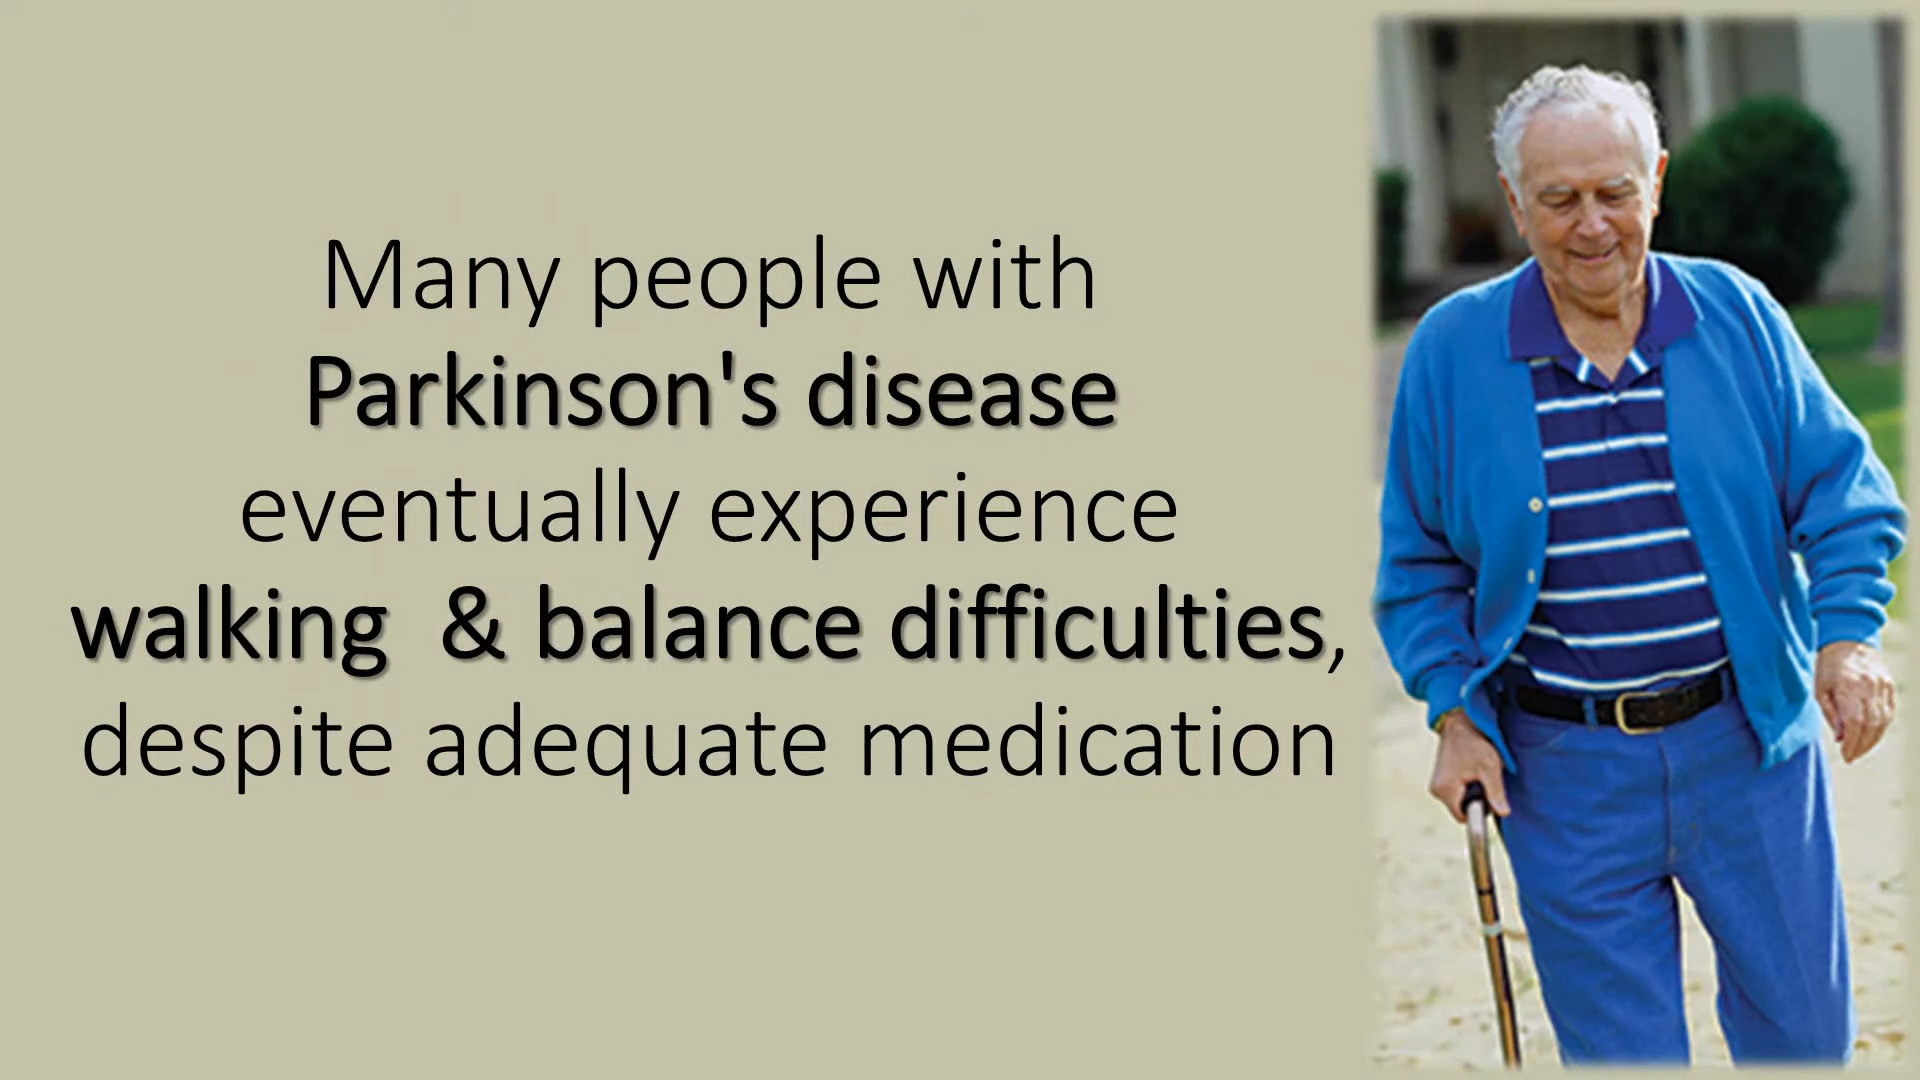 Many people with
Parkinson's disease
eventually experience
walking  & balance difficulties,
despite adequate medication